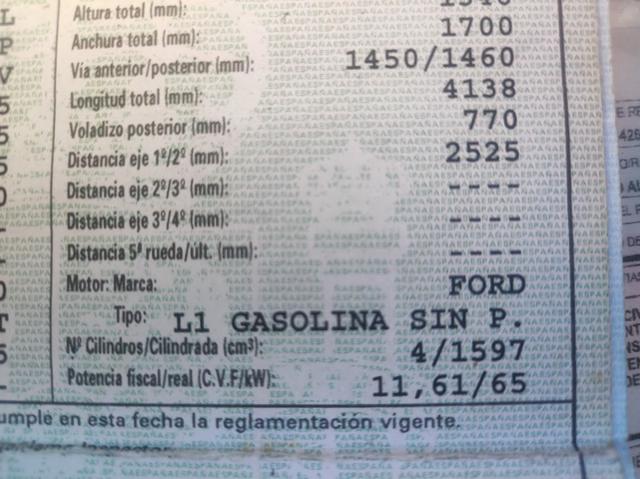 Altura total (mm):
Anchura total (mm): 1700
Vía anterior/posterior (mm): 1450/1460
Longitud total (mm): 4138
Voladizo posterior (mm): 770
Distancia eje 1º/2º (mm): 2525
Distancia eje 2º/3º (mm): ----
Distancia eje 3º/4º (mm): ----
Distancia 5ª rueda/últ. (mm): ----
Motor: Marca: FORD
Tipo: L1 GASOLINA SIN P.
Nº Cilindros/Cilindrada (cm³): 4/1597
Potencia fiscal/real (C.V.F/kW): 11,61/65
en esta fecha la reglamentación vigente.